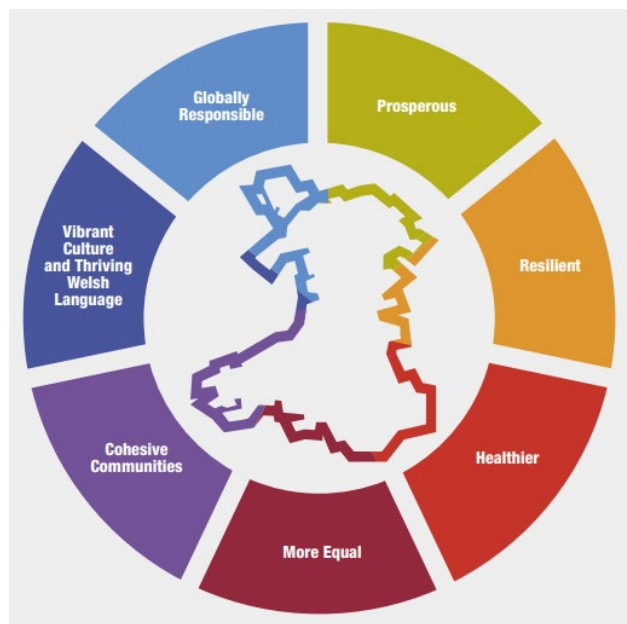 Globally
Responsible
Prosperous
Vibrant
Culture
and Thriving
Welsh
Language
Resilient
Cohesive
Communities
Healthier
More Equal